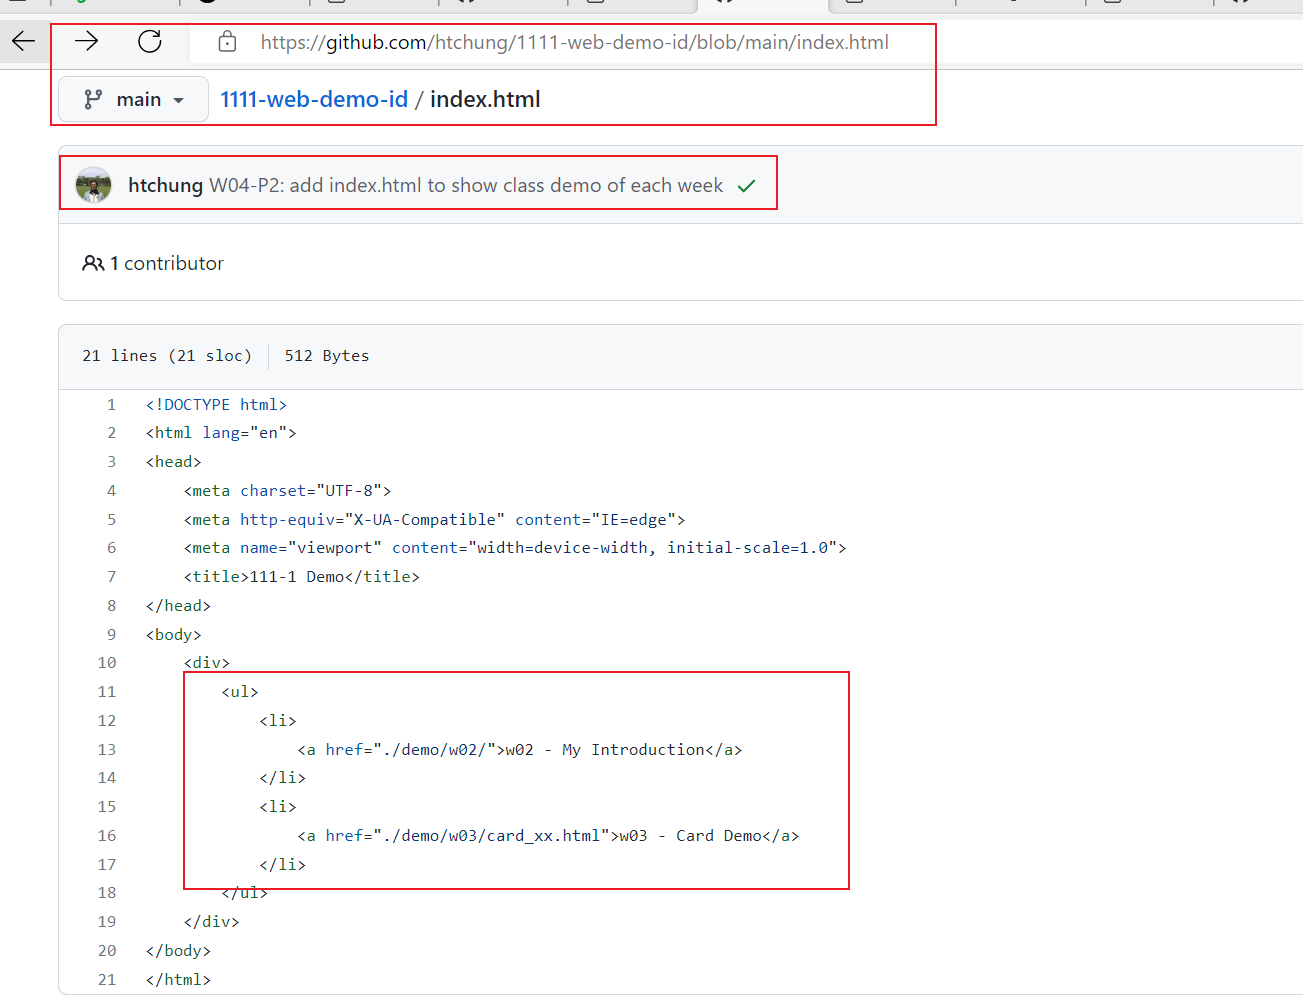 https://github.com/htchung/1111-web-demo-id/blob/main/index.html
main 1111-web-demo-id / index.html
htchung W04-P2: add index.html to show class demo of each week
1 contributor
21 lines (21 sloc) 512 Bytes
1 <!DOCTYPE html>
2 <html lang="en">
3 <head>
4 <meta charset="UTF-8">
5 <meta http-equiv="X-UA-Compatible" content="IE=edge">
6 <meta name="viewport" content="width=device-width, initial-scale=1.0">
7 <title>111-1 Demo</title>
8 </head>
9 <body>
10 <div>
11 <ul>
12 <li>
13 <a href="./demo/w02/">w02 - My Introduction</a>
14 </li>
15 <li>
16 <a href="./demo/w03/card_xx.html">w03 - Card Demo</a>
17 </li>
18 </ul>
19 </div>
20 </body>
21 </html>